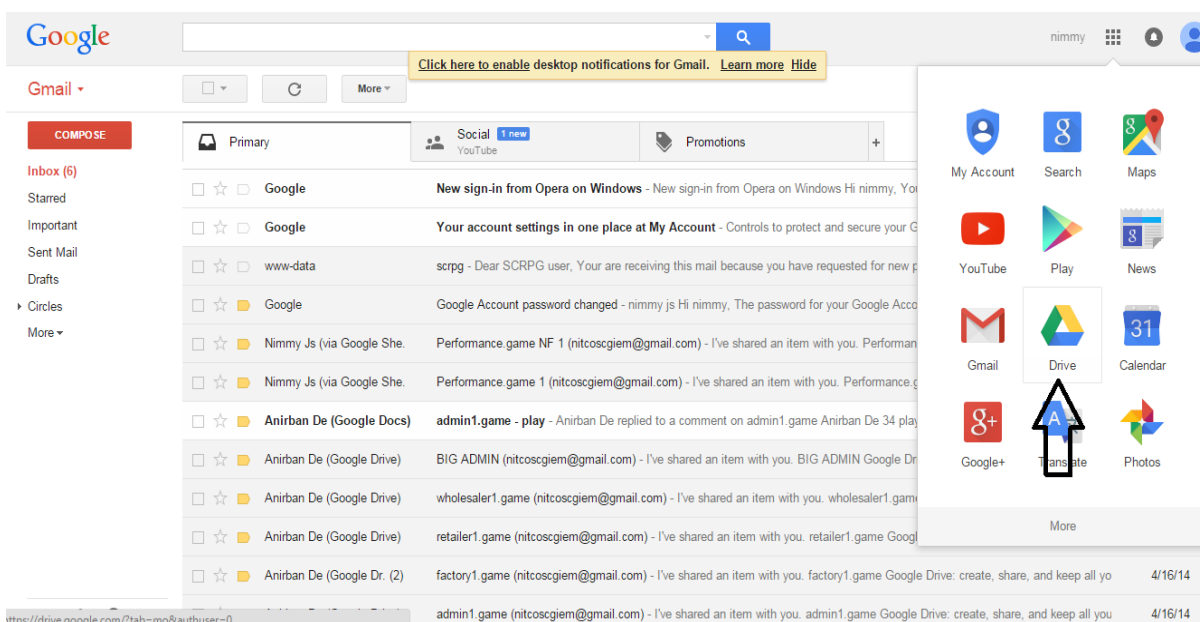 Google
nimmy
Click here to enable desktop notifications for Gmail. Learn more Hide
Gmail
More
COMPOSE
Primary
Social 1 new
YouTube
Promotions
+
Inbox (6)
Starred
Important
Sent Mail
Drafts
Circles
More
Google New sign-in from Opera on Windows - New sign-in from Opera on Windows Hi nimmy, You
Google Your account settings in one place at My Account - Controls to protect and secure your G
www-data scrpg - Dear SCRPG user, Your are receiving this mail because you have requested for new p
Google Google Account password changed - nimmy js Hi nimmy, The password for your Google Acco
Nimmy Js (via Google She. Performance.game NF 1 (nitcoscgiem@gmail.com) - I've shared an item with you. Performan
Nimmy Js (via Google She. Performance.game 1 (nitcoscgiem@gmail.com) - I've shared an item with you. Performance.g
Anirban De (Google Docs) admin1.game - play - Anirban De replied to a comment on admin1.game Anirban De 34 play
Anirban De (Google Drive) BIG ADMIN (nitcoscgiem@gmail.com) - I've shared an item with you. BIG ADMIN Google Dr
Anirban De (Google Drive) wholesaler1.game (nitcoscgiem@gmail.com) - I've shared an item with you. wholesaler1.game
Anirban De (Google Drive) retailer1.game (nitcoscgiem@gmail.com) - I've shared an item with you. retailer1.game Googl
Anirban De (Google Dr. (2) factory1.game (nitcoscgiem@gmail.com) - I've shared an item with you. factory1.game Google Drive: create, share, and keep all yo 4/16/14
admin1.game (nitcoscgiem@gmail.com) - I've shared an item with you. admin1.game Google Drive: create, share, and keep all you 4/16/14
https://drive.google.com/?tab=mo&authuser=0
My Account
Search
Maps
YouTube
Play
News
Gmail
Drive
31
Calendar
g+
Google+
Translate
Photos
More